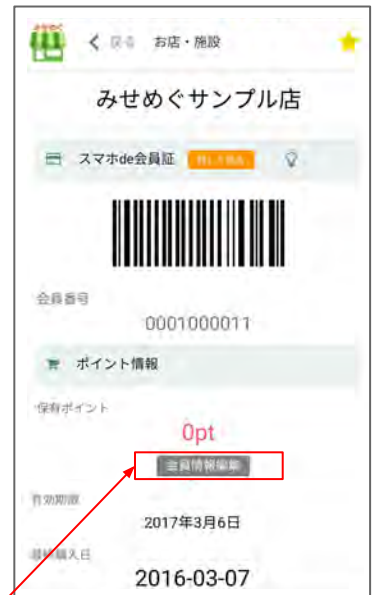 みせめぐ
戻る お店・施設
みせめぐサンプル店
スマホde会員証
会員番号
0001000011
ポイント情報
保有ポイント
0pt
会員情報編集
有効期限
2017年3月6日
最終購入日
2016-03-07